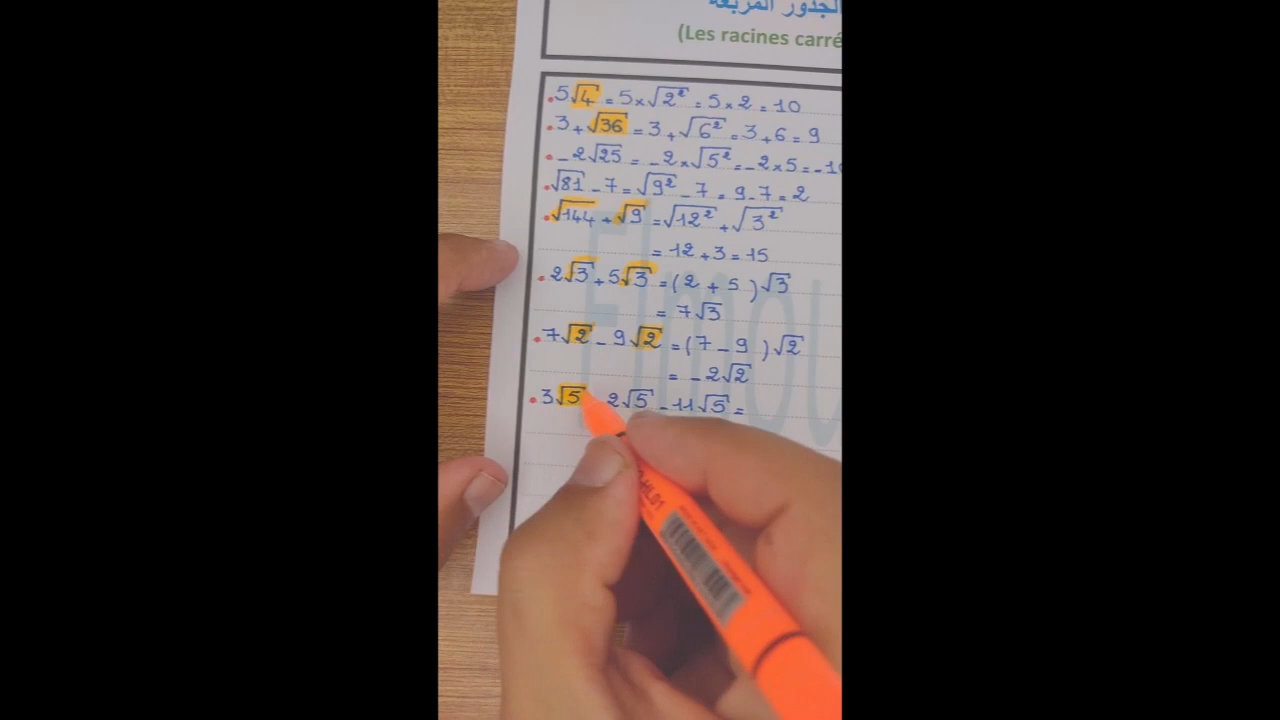 الجذور المربعة
(Les racines carré
. 5√4 = 5×√2² = 5×2 = 10
. 3+√36 = 3+√6² = 3+6 = 9
. -2√25 = -2×√5² = -2×5 = -10
. √81 - 7 = √9² - 7 = 9-7 = 2
. √144 + √9 = √12² + √3²
= 12+3 = 15
. 2√3 + 5√3 = (2 + 5)√3
= 7√3
. 7√2 - 9√2 = (7 - 9)√2
= -2√2
. 3√5 2√5 - 11√5 =
HL01